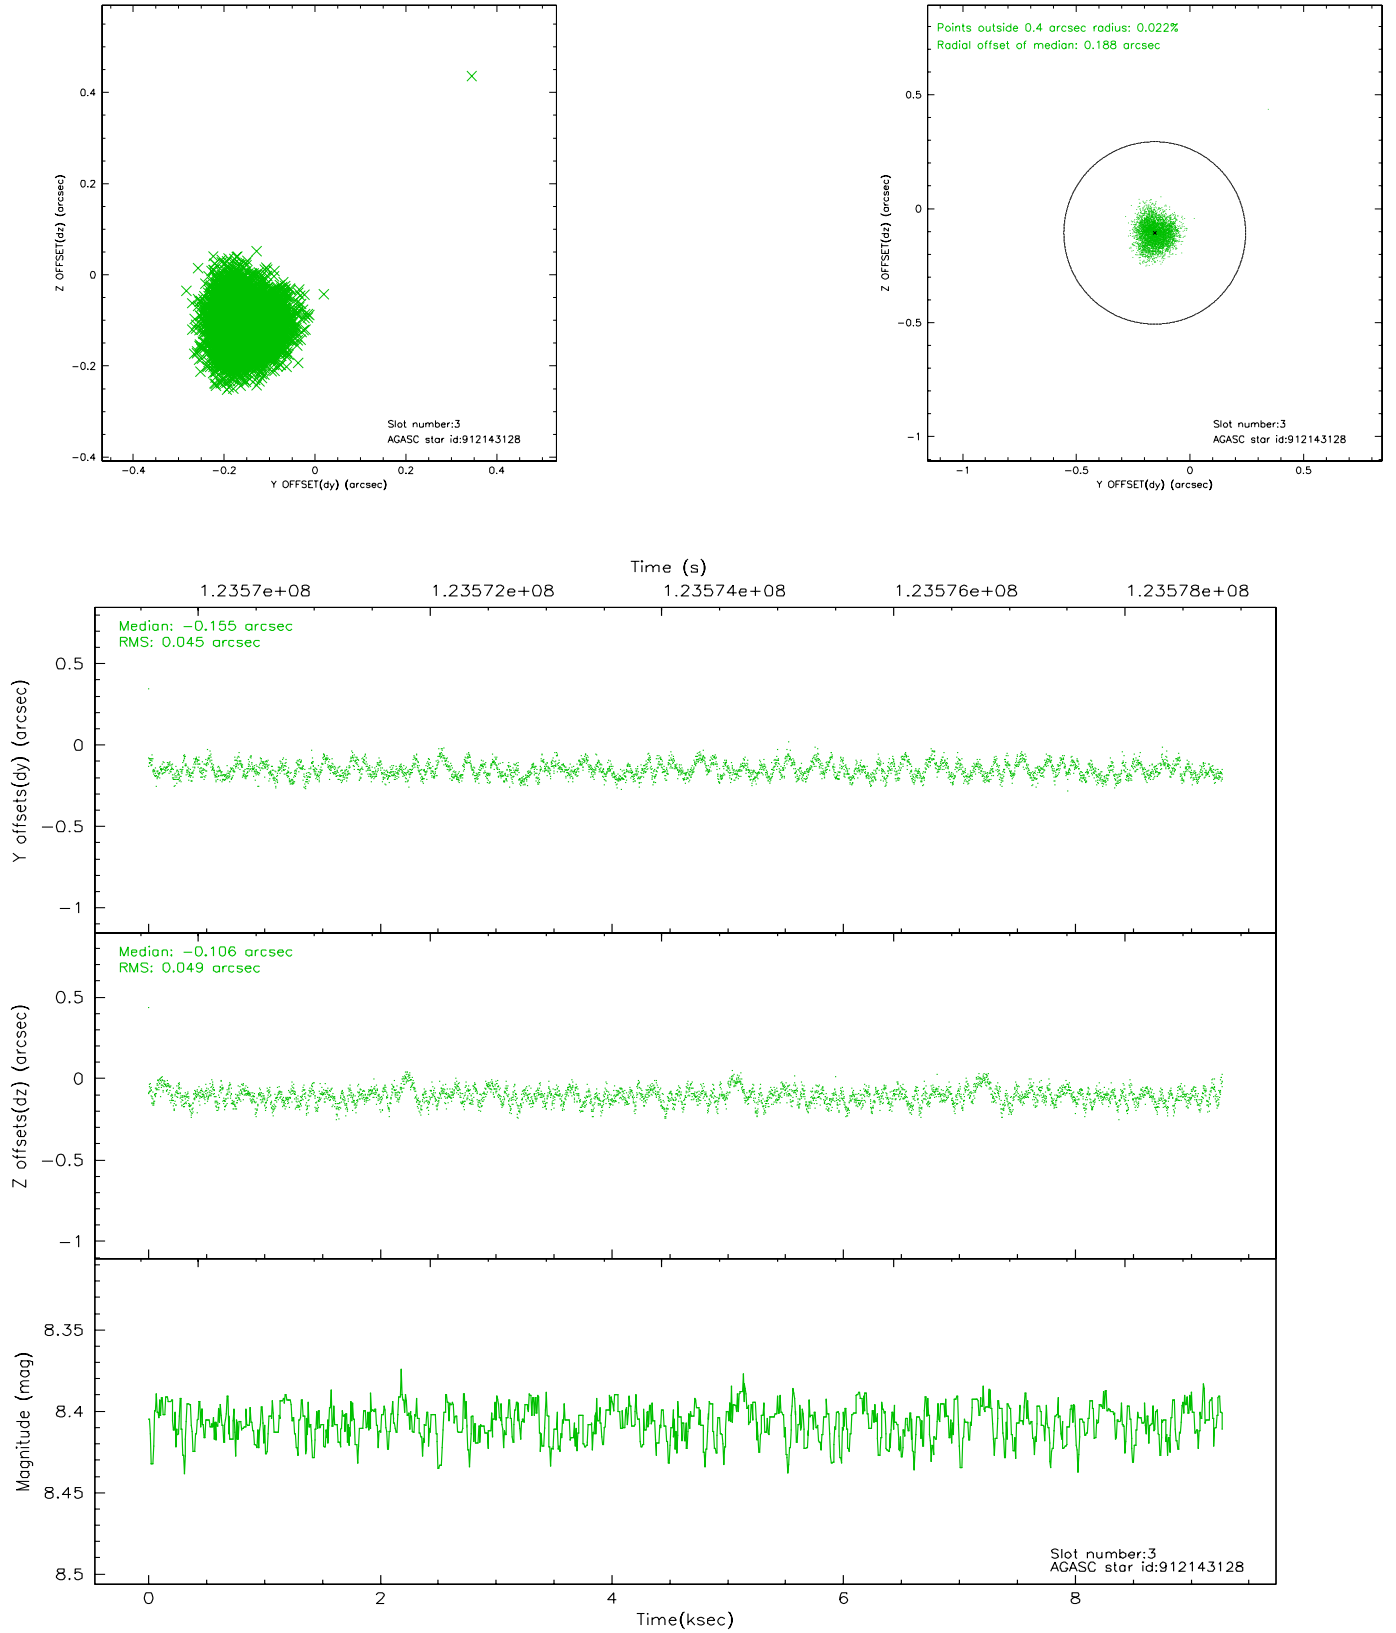 0.4
0.2
0
−0.2
−0.4
Z OFFSET(dz) (arcsec)
−0.4
−0.2
0
0.2
0.4
Y OFFSET(dy) (arcsec)
Slot number:3
AGASC star id:912143128
Points outside 0.4 arcsec radius: 0.022%
Radial offset of median: 0.188 arcsec
0.5
0
−0.5
−1
Z OFFSET(dz) (arcsec)
−1
−0.5
0
0.5
Y OFFSET(dy) (arcsec)
Slot number:3
AGASC star id:912143128
Time (s)
1.2357e+08
1.23572e+08
1.23574e+08
1.23576e+08
1.23578e+08
Median: −0.155 arcsec
RMS: 0.045 arcsec
0.5
0
−0.5
−1
Y offsets(dy) (arcsec)
Median: −0.106 arcsec
RMS: 0.049 arcsec
0.5
0
−0.5
−1
Z offsets(dz) (arcsec)
8.35
8.4
8.45
8.5
Magnitude (mag)
Slot number:3
AGASC star id:912143128
0
2
4
6
8
Time(ksec)